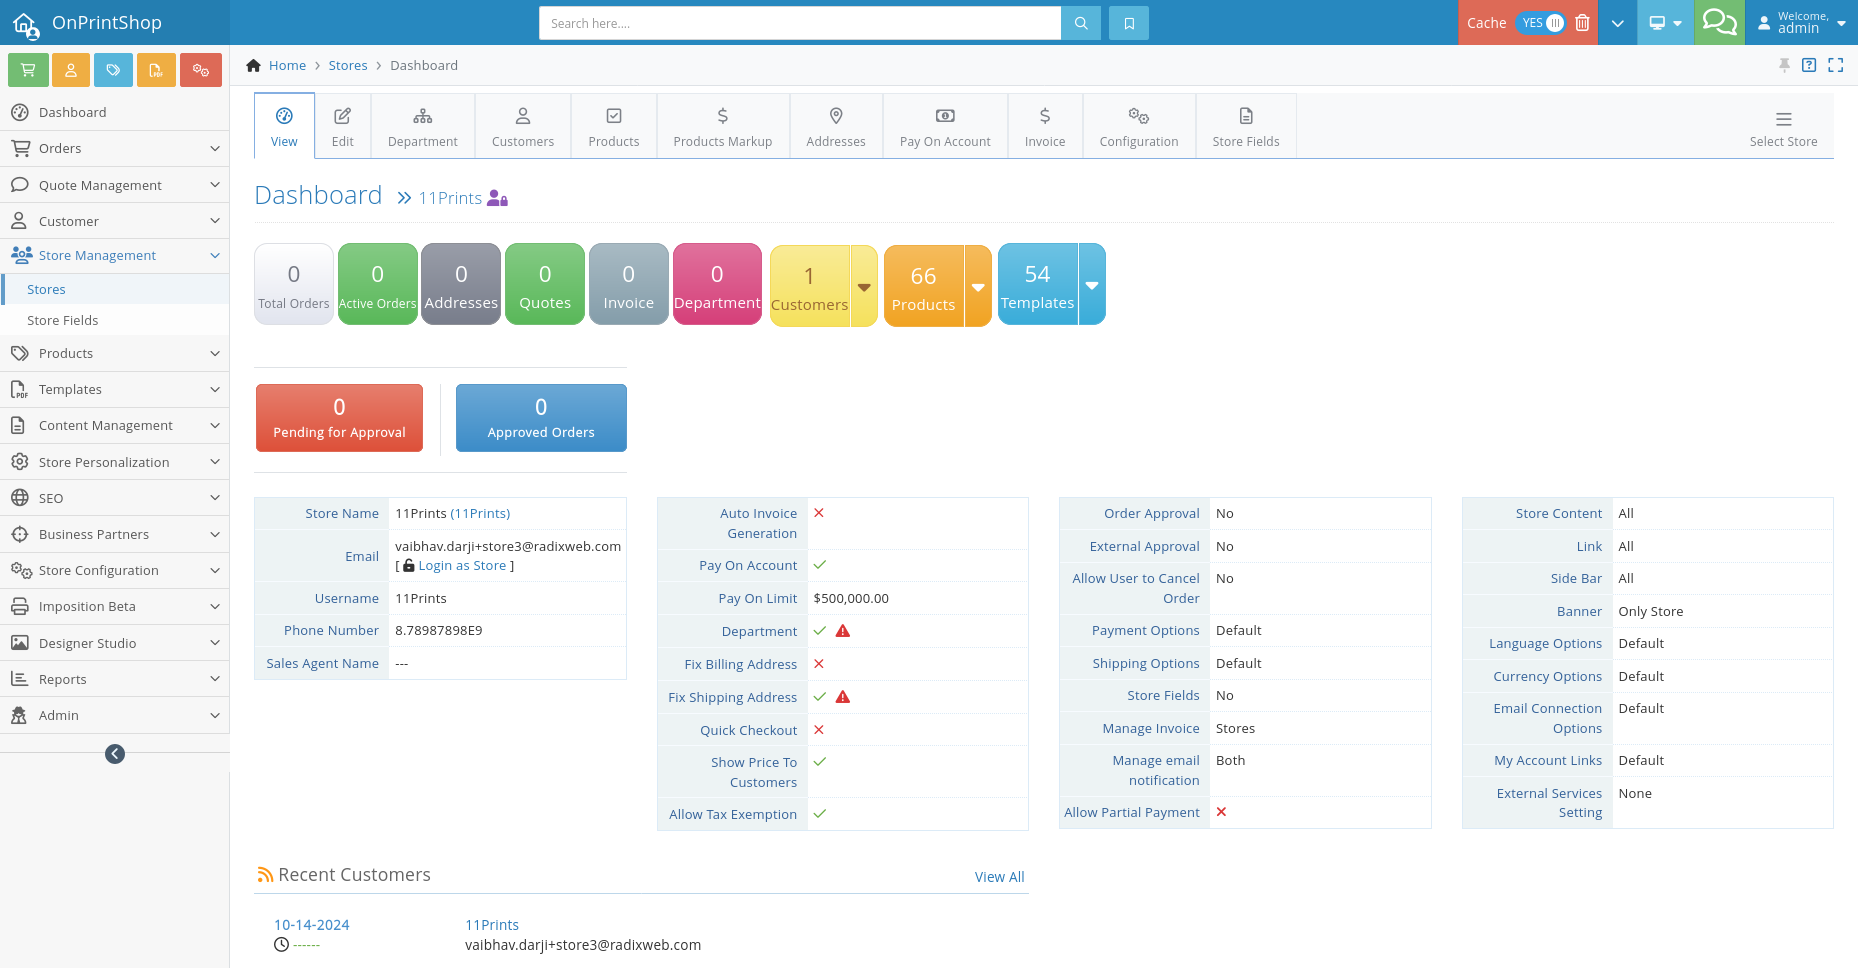 OnPrintShop
Search here....
Cache YES
Welcome,
admin
Home > Stores > Dashboard
Dashboard
Orders
Quote Management
Customer
Store Management
Stores
Store Fields
Products
Templates
Content Management
Store Personalization
SEO
Business Partners
Store Configuration
Imposition Beta
Designer Studio
Reports
Admin
View
Edit
Department
Customers
Products
Products Markup
Addresses
Pay On Account
Invoice
Configuration
Store Fields
Select Store
Dashboard » 11Prints
0
Total Orders
0
Active Orders
0
Addresses
0
Quotes
0
Invoice
0
Department
1
Customers
66
Products
54
Templates
0
Pending for Approval
0
Approved Orders
Store Name 11Prints (11Prints)
Email vaibhav.darji+store3@radixweb.com
[ Login as Store ]
Username 11Prints
Phone Number 8.78987898E9
Sales Agent Name ---
Auto Invoice
Generation
Pay On Account
Pay On Limit $500,000.00
Department
Fix Billing Address
Fix Shipping Address
Quick Checkout
Show Price To
Customers
Allow Tax Exemption
Order Approval No
External Approval No
Allow User to Cancel No
Order
Payment Options Default
Shipping Options Default
Store Fields No
Manage Invoice Stores
Manage email Both
notification
Allow Partial Payment
Store Content All
Link All
Side Bar All
Banner Only Store
Language Options Default
Currency Options Default
Email Connection Default
Options
My Account Links Default
External Services None
Setting
Recent Customers
View All
10-14-2024 11Prints
------ vaibhav.darji+store3@radixweb.com